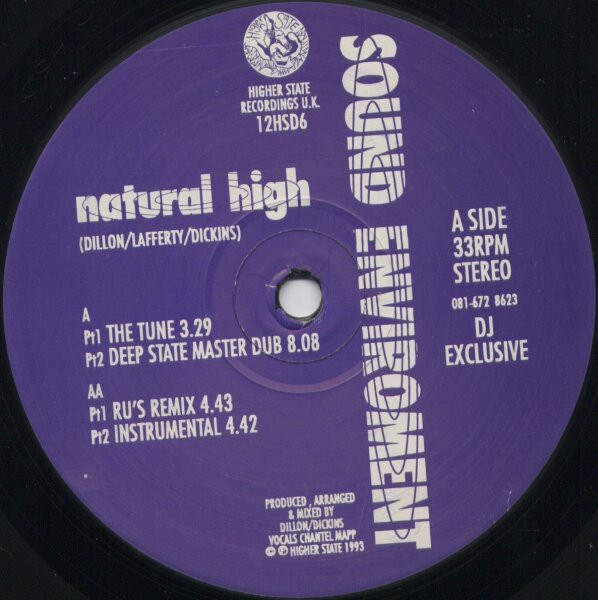 HIGHER STATE
RECORDINGS U.K.
12HSD6
SOUND ENVIROMENT
natural high
(DILLON/LAFFERTY/DICKINS)
A SIDE
33RPM
STEREO
081-672 8623
DJ
EXCLUSIVE
A
Pt1 THE TUNE 3.29
Pt2 DEEP STATE MASTER DUB 8.08
AA
Pt1 RU'S REMIX 4.43
Pt2 INSTRUMENTAL 4.42
PRODUCED, ARRANGED
& MIXED BY
DILLON/DICKINS
VOCALS CHANTEL MAPP
© ℗ HIGHER STATE 1993